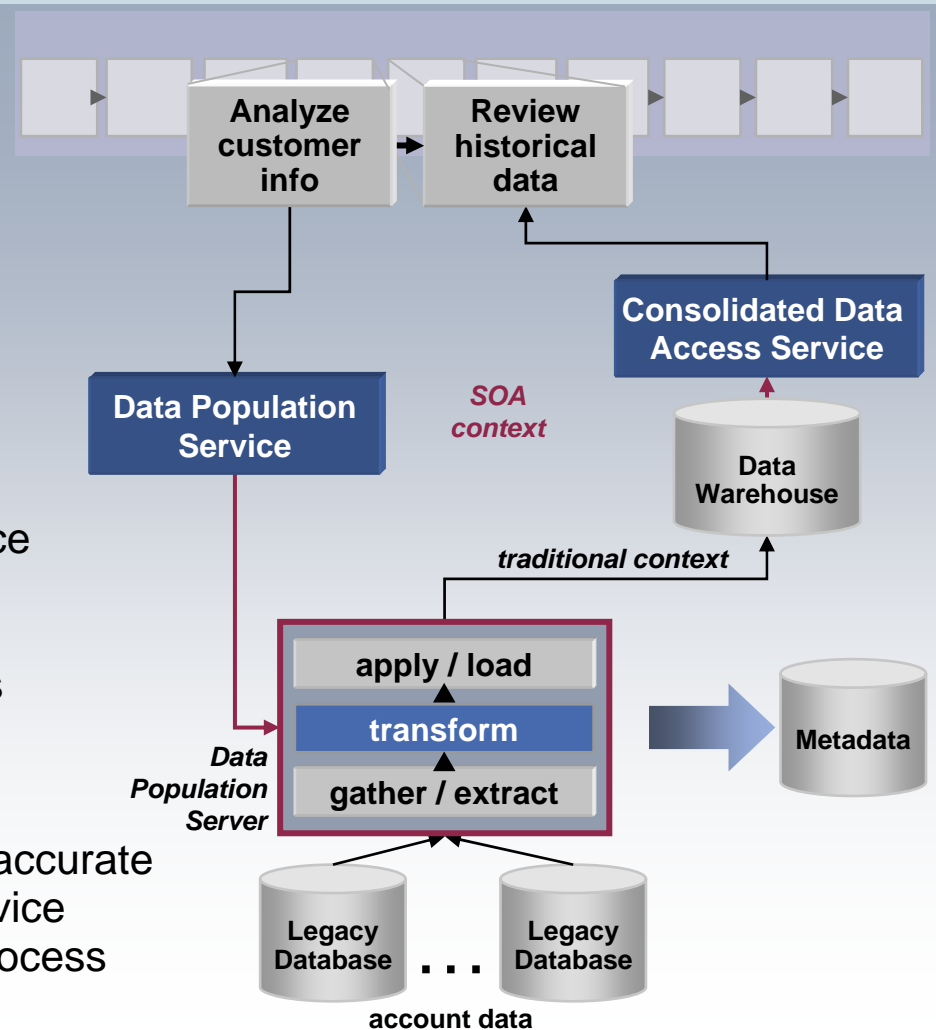 Analyze
customer
info
Review
historical
data
Consolidated Data
Access Service
Data Population
Service
SOA
context
Data
Warehouse
ce
traditional context
apply / load
s
transform
Metadata
Data
Population
Server
gather / extract
accurate
vice
ocess
Legacy
Database
. . .
Legacy
Database
account data